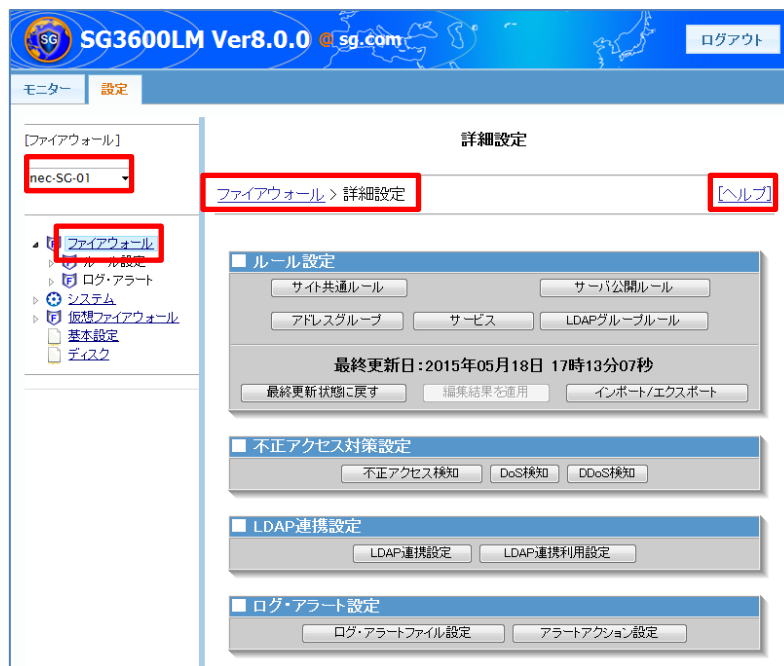 SG SG3600LM Ver8.0.0 @ sg.com ログアウト
モニター 設定
[ファイアウォール]
nec-SG-01
ファイアウォール
ルール設定
ログ・アラート
システム
仮想ファイアウォール
基本設定
ディスク
詳細設定
ファイアウォール > 詳細設定 [ヘルプ]
ルール設定
サイト共通ルール サーバ公開ルール
アドレスグループ サービス LDAPグループルール
最終更新日:2015年05月18日 17時13分07秒
最終更新状態に戻す 編集結果を適用 インポート/エクスポート
不正アクセス対策設定
不正アクセス検知 DoS検知 DDoS検知
LDAP連携設定
LDAP連携設定 LDAP連携利用設定
ログ・アラート設定
ログ・アラートファイル設定 アラートアクション設定